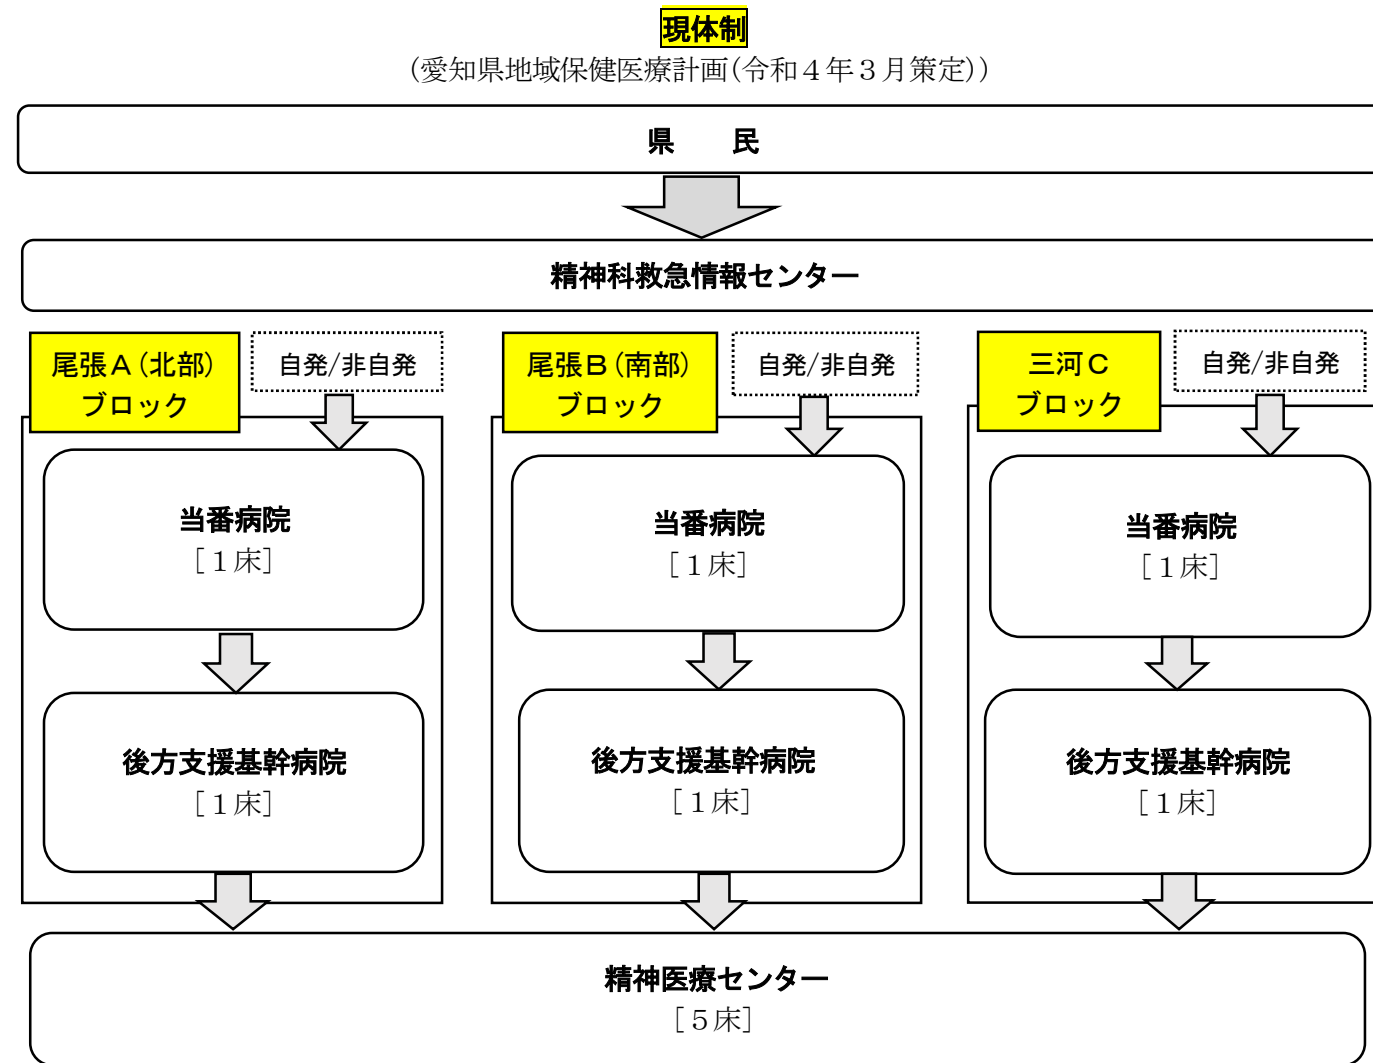 現体制
(愛知県地域保健医療計画(令和４年３月策定))
県　民
精神科救急情報センター
尾張Ａ(北部)
ブロック
自発/非自発
当番病院
[１床]
後方支援基幹病院
[１床]
尾張Ｂ(南部)
ブロック
自発/非自発
当番病院
[１床]
後方支援基幹病院
[１床]
三河Ｃ
ブロック
自発/非自発
当番病院
[１床]
後方支援基幹病院
[１床]
精神医療センター
[５床]